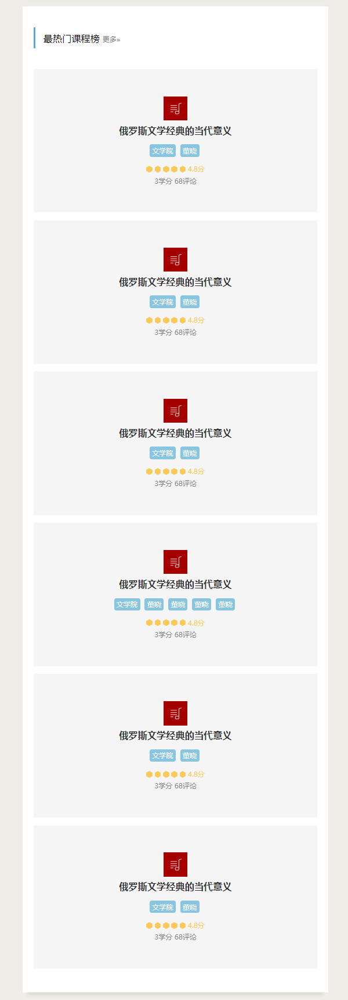 最热门课程榜 更多»
俄罗斯文学经典的当代意义
文学院 董晓
4.8分
3学分 68评论
俄罗斯文学经典的当代意义
文学院 董晓
4.8分
3学分 68评论
俄罗斯文学经典的当代意义
文学院 董晓
4.8分
3学分 68评论
俄罗斯文学经典的当代意义
文学院 董晓 董晓 董晓 董晓
4.8分
3学分 68评论
俄罗斯文学经典的当代意义
文学院 董晓
4.8分
3学分 68评论
俄罗斯文学经典的当代意义
文学院 董晓
4.8分
3学分 68评论